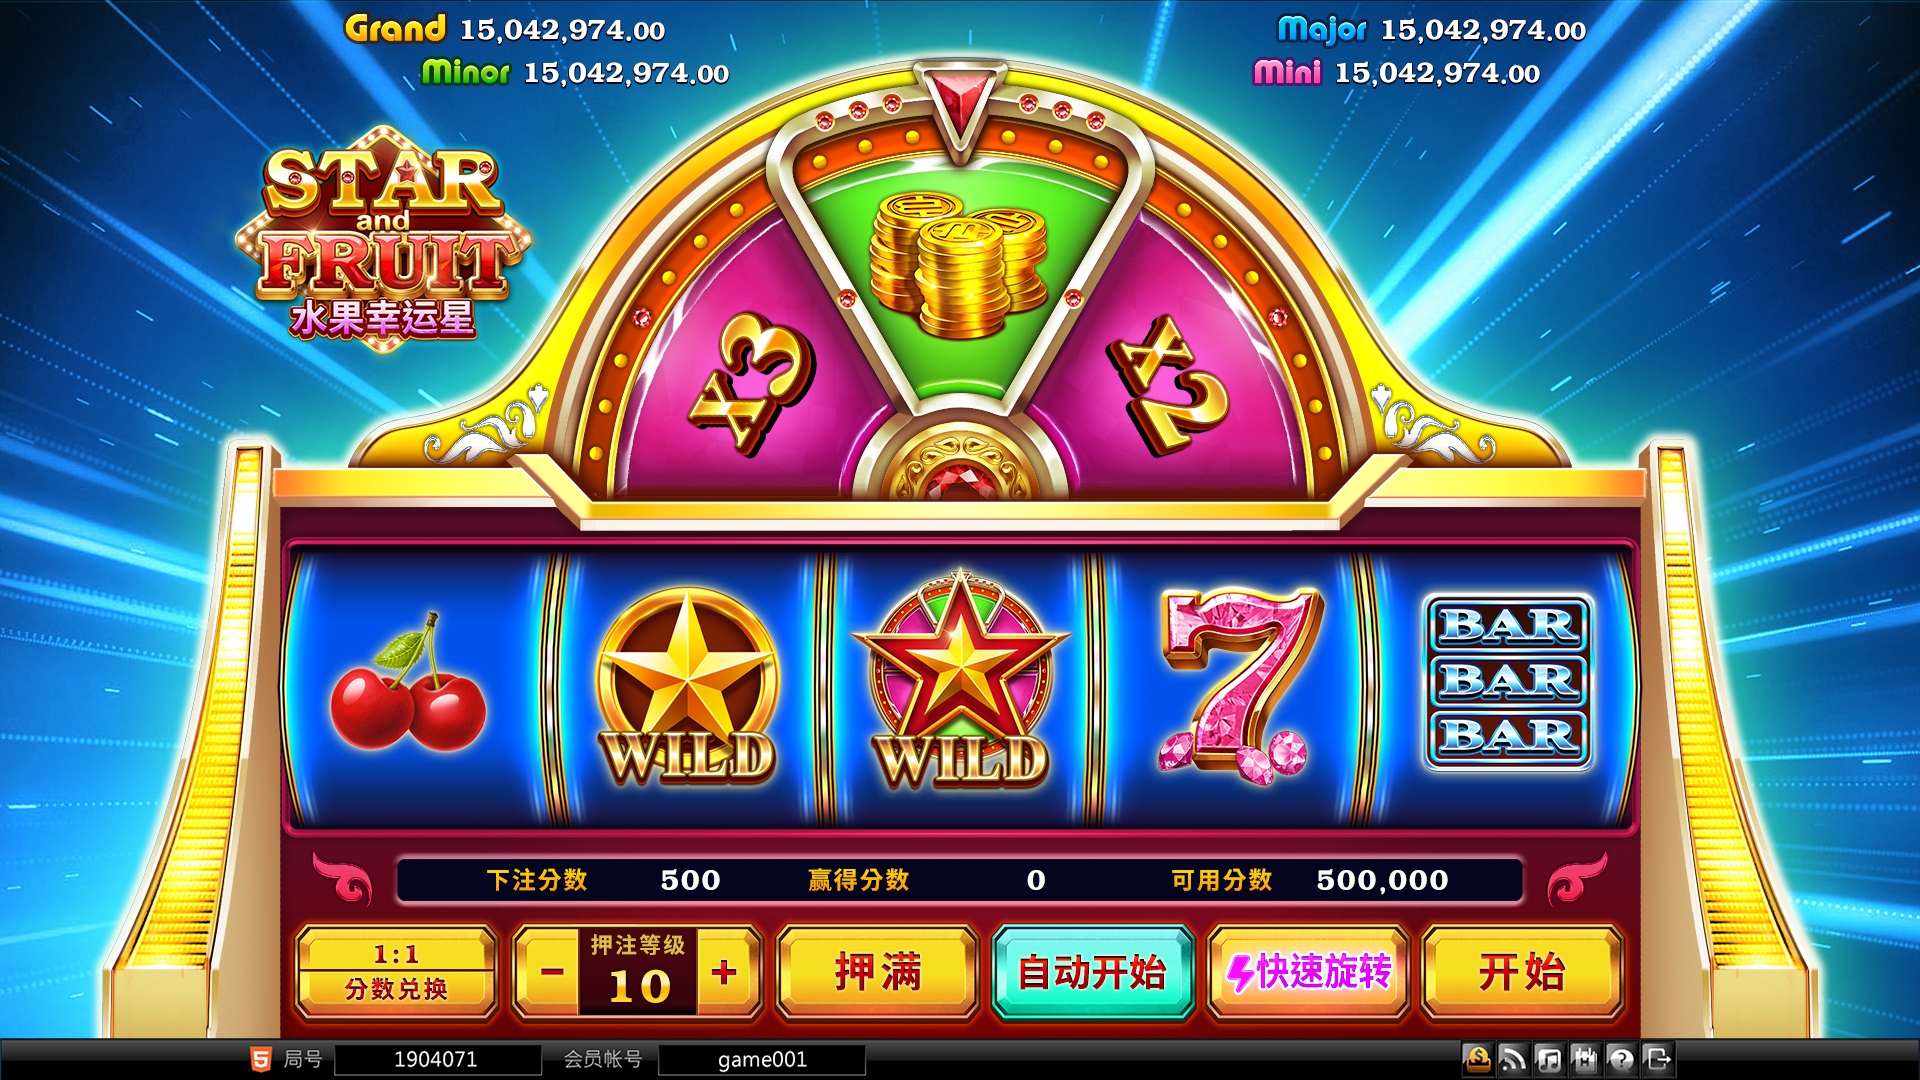 Grand 15,042,974.00
Major 15,042,974.00
Minor 15,042,974.00
Mini 15,042,974.00
STAR
and
FRUIT
水果幸运星
x3
x2
WILD
WILD
7
BAR
BAR
BAR
下注分数 500 赢得分数 0 可用分数 500,000
1:1
分数兑换
- 押注等级 +
10
押满
自动开始
快速旋转
开始
5 局号 1904071 会员帐号 game001